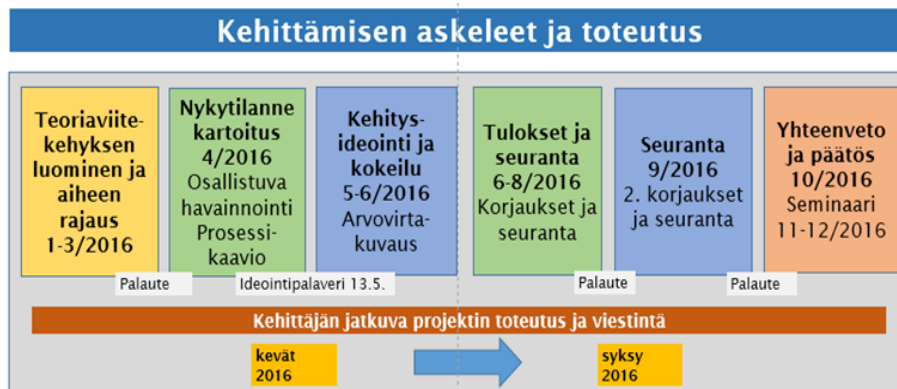 Kehittämisen askeleet ja toteutus
Teoriaviite-
kehyksen
luominen ja
aiheen
rajaus
1-3/2016
Nykytilanne
kartoitus
4/2016
Osallistuva
havainnointi
Prosessi-
kaavio
Kehitys-
ideointi ja
kokeilu
5-6/2016
Arvovirta-
kuvaus
Tulokset ja
seuranta
6-8/2016
Korjaukset ja
seuranta
Seuranta
9/2016
2. korjaukset
ja seuranta
Yhteenveto
ja päätös
10/2016
Seminaari
11-12/2016
Palaute
Ideointipalaveri 13.5.
Palaute
Palaute
Kehittäjän jatkuva projektin toteutus ja viestintä
kevät
2016
syksy
2016